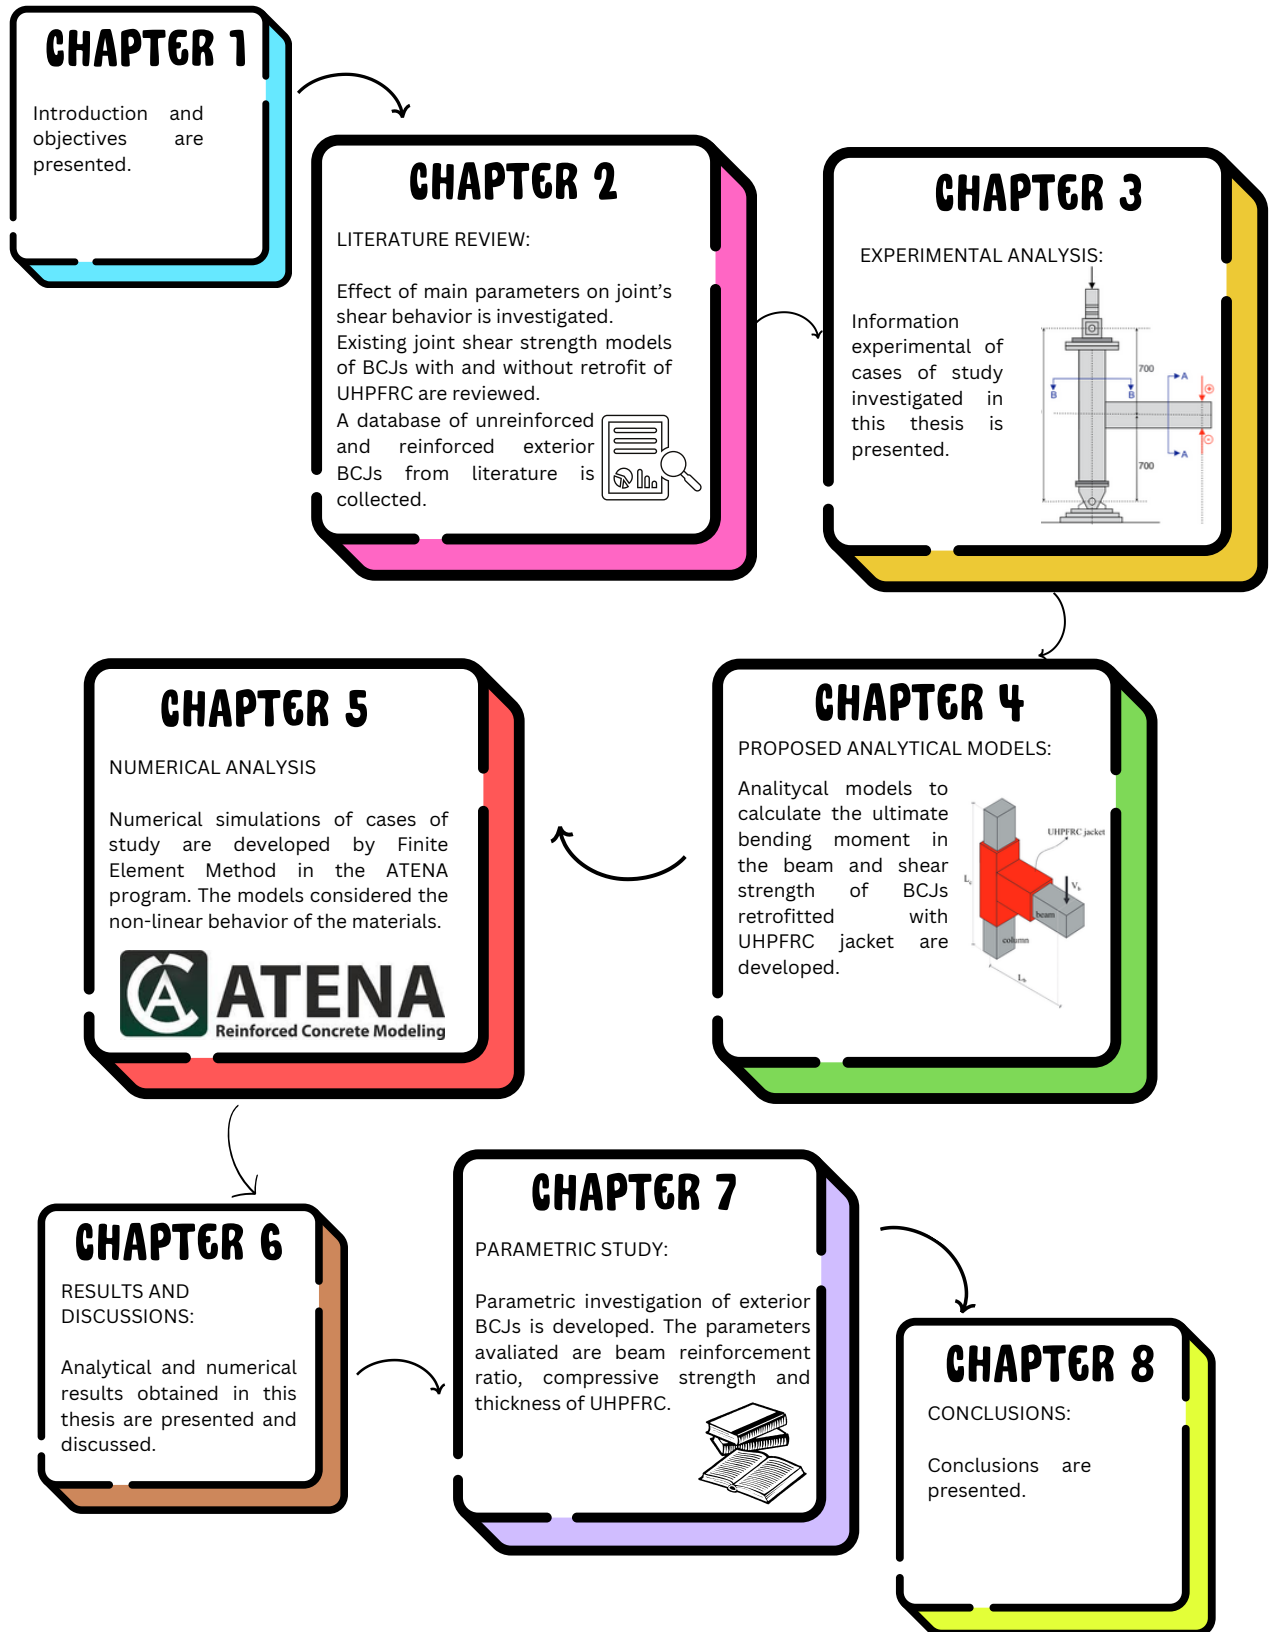 CHAPTER 1
Introduction and
objectives are
presented.
CHAPTER 2
LITERATURE REVIEW:
Effect of main parameters on joint's
shear behavior is investigated.
Existing joint shear strength models
of BCJs with and without retrofit of
UHPFRC are reviewed.
A database of unreinforced
and reinforced exterior
BCJs from literature is
collected.
CHAPTER 3
EXPERIMENTAL ANALYSIS:
Information
experimental of
cases of study
investigated in
this thesis is
presented.
700
A
B
B
A
700
CHAPTER 4
PROPOSED ANALYTICAL MODELS:
Analitycal models to
calculate the ultimate
bending moment in
the beam and shear
strength of BCJs
retrofitted with
UHPFRC jacket are
developed.
UHPFRC jacket
Vb
beam
column
CHAPTER 5
NUMERICAL ANALYSIS
Numerical simulations of cases of
study are developed by Finite
Element Method in the ATENA
program. The models considered the
non-linear behavior of the materials.
ATENA
Reinforced Concrete Modeling
CHAPTER 6
RESULTS AND
DISCUSSIONS:
Analytical and numerical
results obtained in this
thesis are presented and
discussed.
CHAPTER 7
PARAMETRIC STUDY:
Parametric investigation of exterior
BCJs is developed. The parameters
avaliated are beam reinforcement
ratio, compressive strength and
thickness of UHPFRC.
CHAPTER 8
CONCLUSIONS:
Conclusions are
presented.